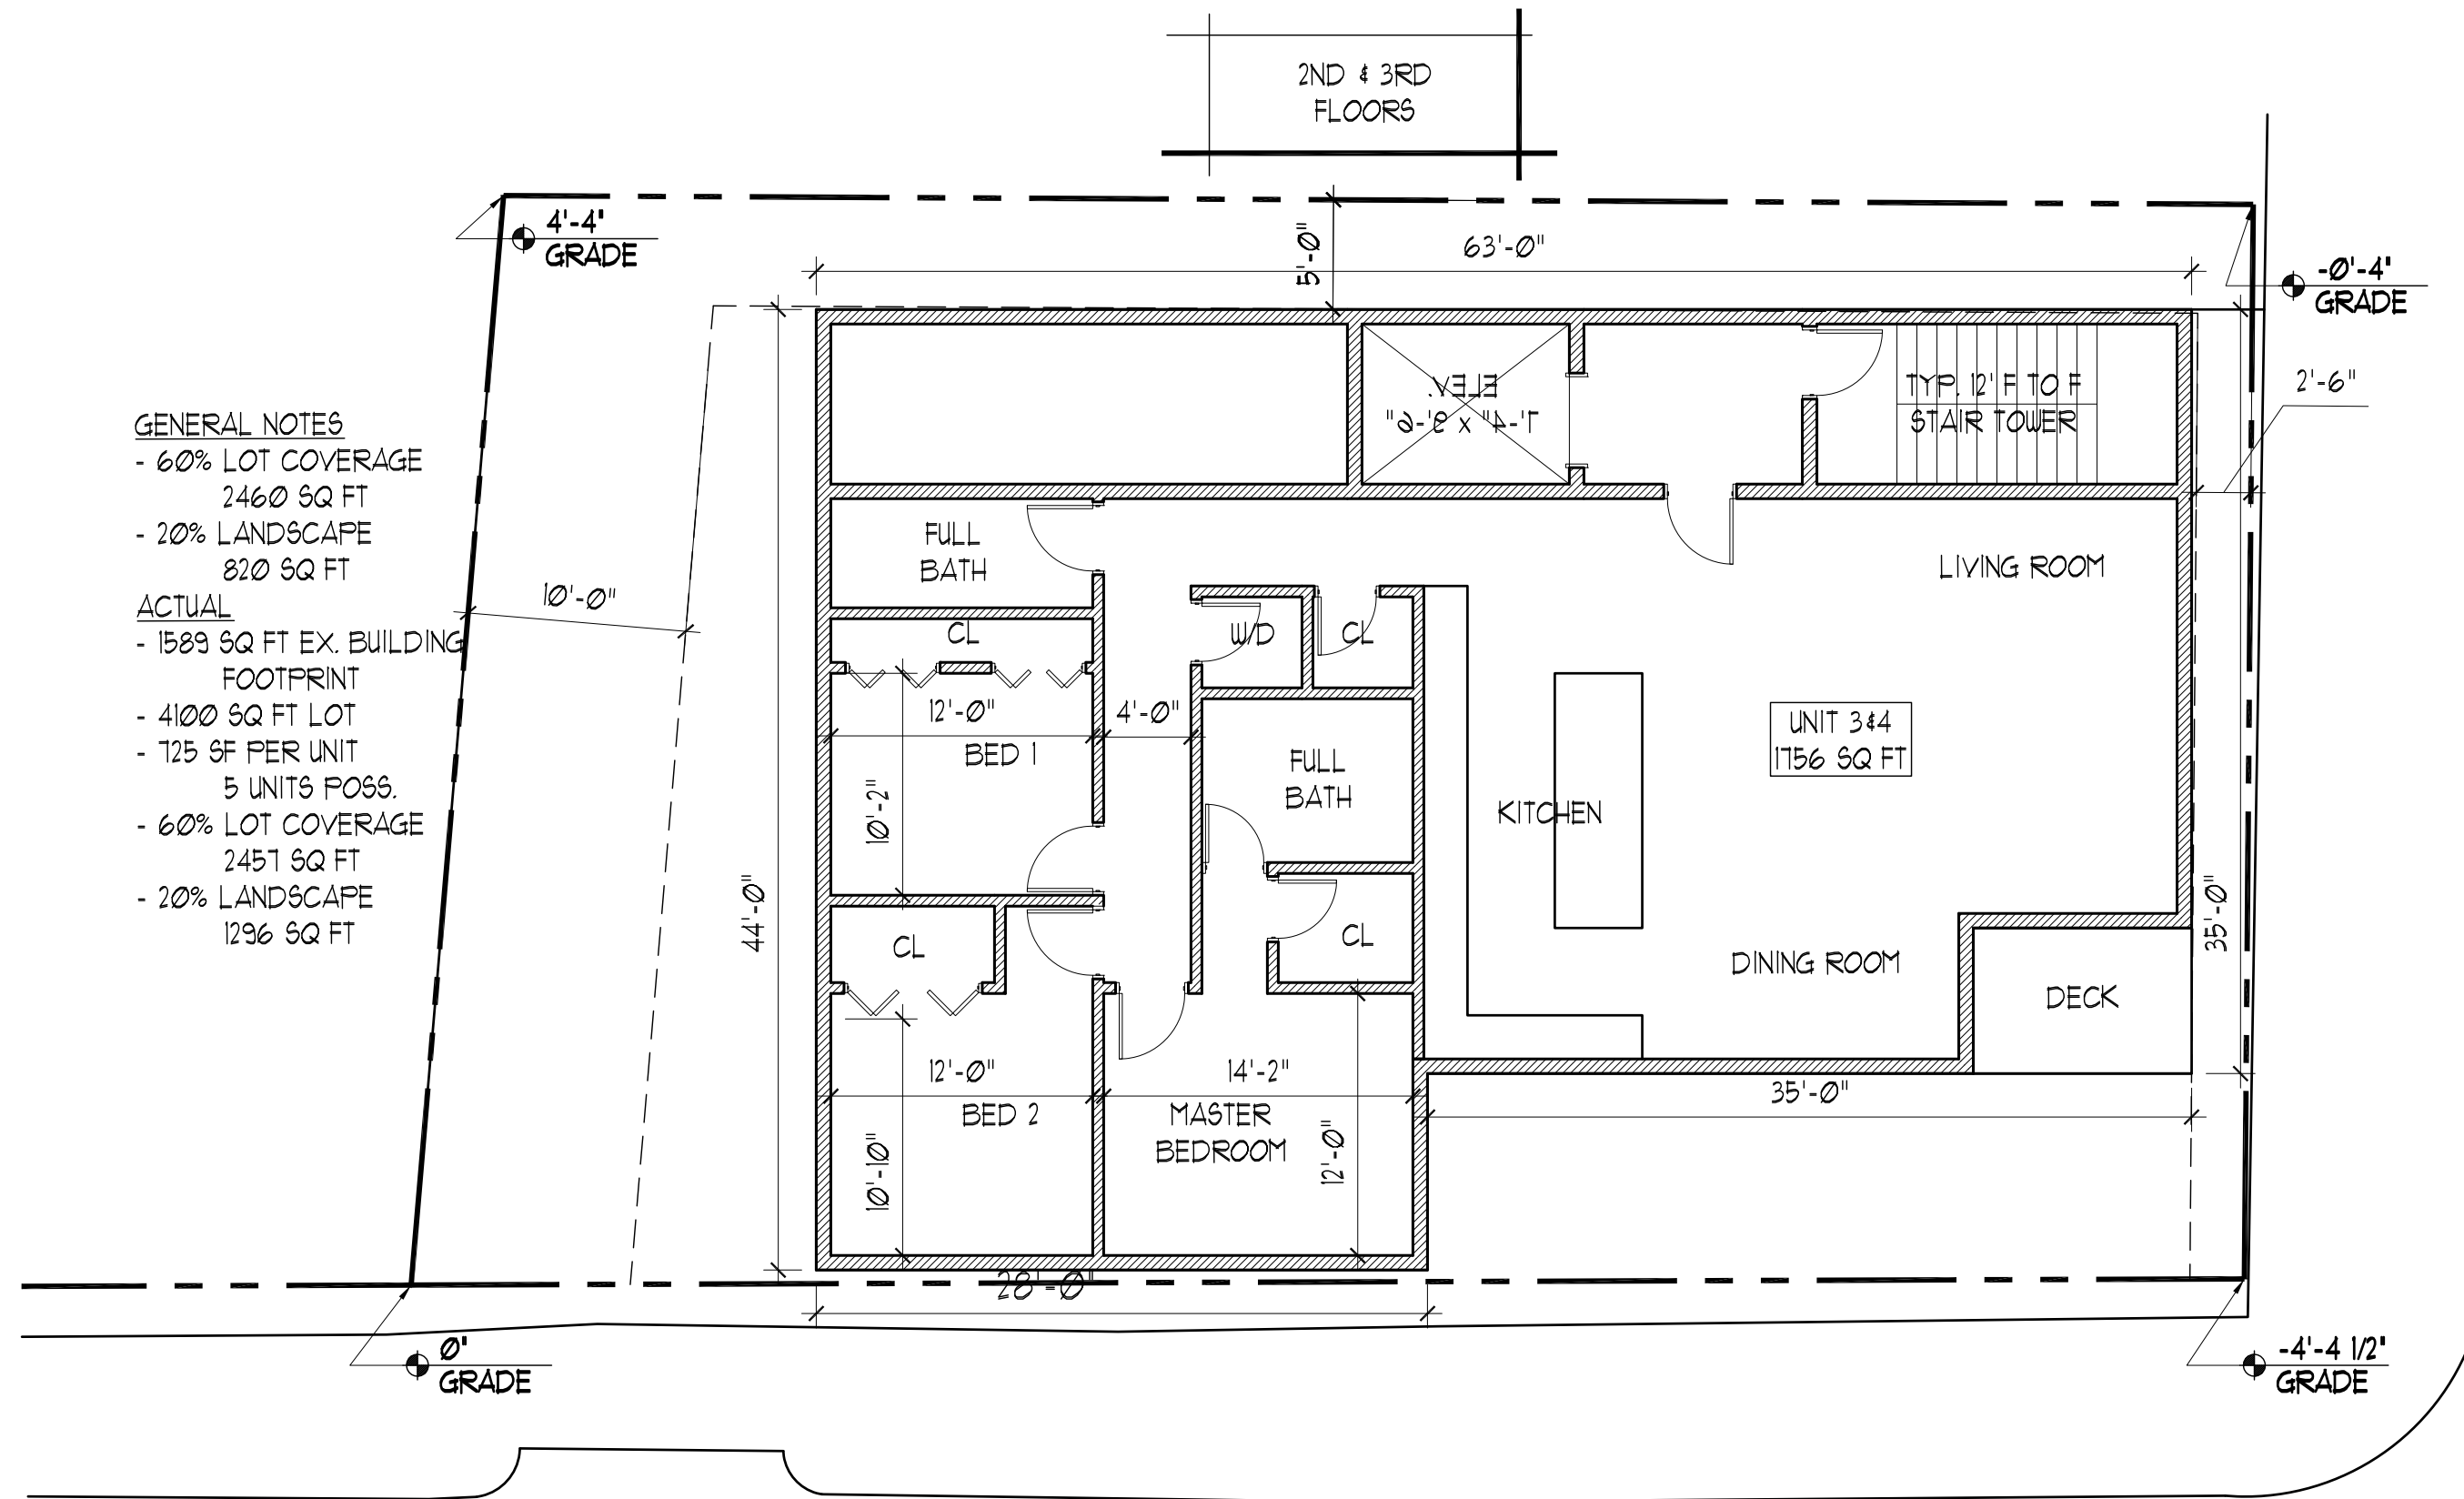 2ND & 3RD
FLOORS
4'-4"
GRADE
5'-0"
63'-0"
-0'-4"
GRADE
2'-6"
GENERAL NOTES
- 60% LOT COVERAGE
2460 SQ FT
- 20% LANDSCAPE
820 SQ FT
ACTUAL
- 1589 SQ FT EX. BUILDING
FOOTPRINT
- 4100 SQ FT LOT
- 725 SF PER UNIT
5 UNITS POSS.
- 60% LOT COVERAGE
2457 SQ FT
- 20% LANDSCAPE
1296 SQ FT
10'-0"
ELEV.
7'-4" x 9'-6"
TYP. 12' F TO F
STAIR TOWER
FULL
BATH
LIVING ROOM
CL
W/D
CL
12'-0"
4'-0"
BED 1
10'-2"
FULL
BATH
KITCHEN
UNIT 3&4
1756 SQ FT
44'-0"
35'-0"
CL
CL
DINING ROOM
DECK
12'-0"
BED 2
10'-10"
14'-2"
MASTER
BEDROOM
12'-0"
35'-0"
28'-0"
0"
GRADE
-4'-4 1/2"
GRADE